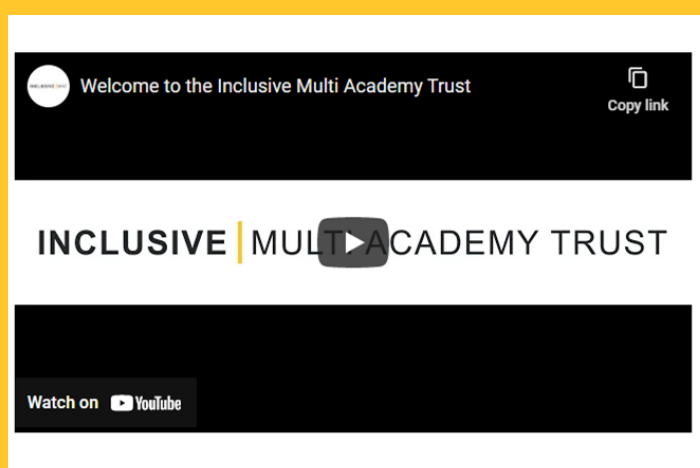 Welcome to the Inclusive Multi Academy Trust
Copy link
INCLUSIVE MULTI ACADEMY TRUST
Watch on YouTube